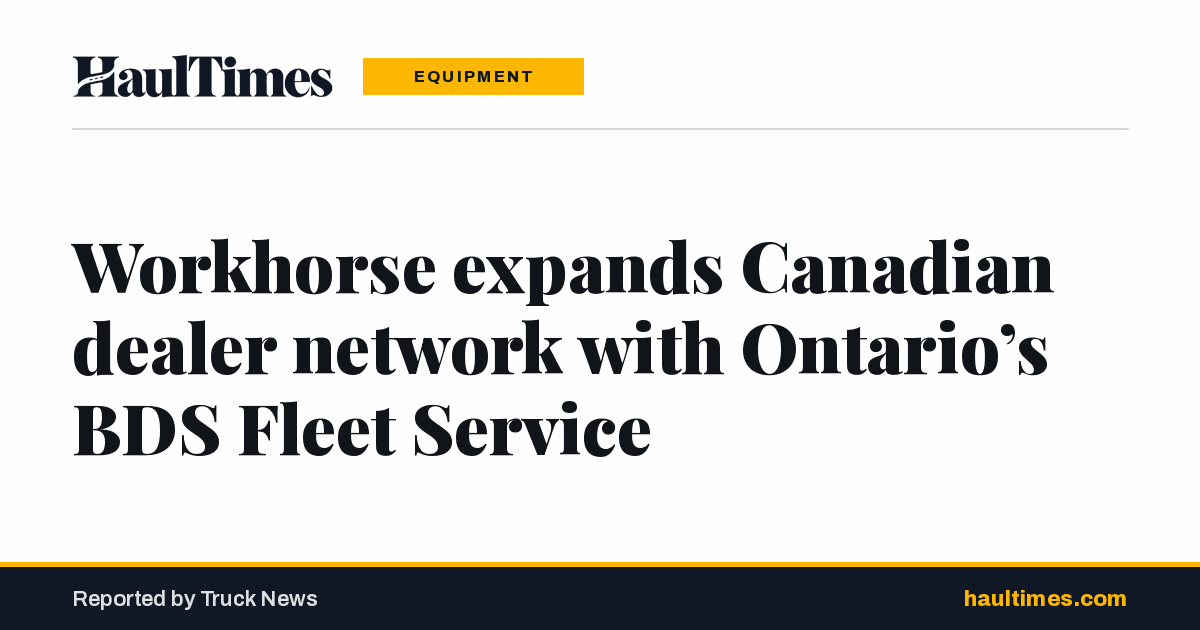 HaulTimes
EQUIPMENT
Workhorse expands Canadian
dealer network with Ontario’s
BDS Fleet Service
Reported by Truck News
haultimes.com